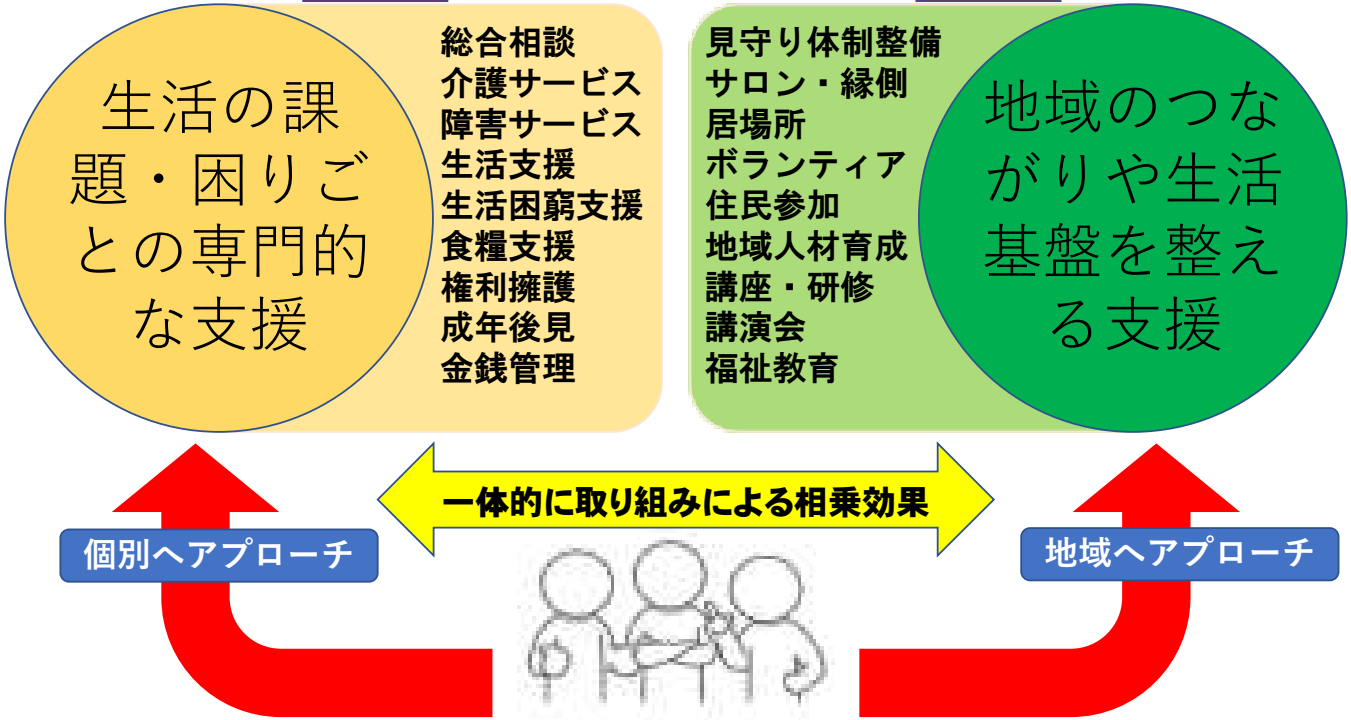 生活の課
題・困りご
との専門的
な支援
総合相談
介護サービス
障害サービス
生活支援
生活困窮支援
食糧支援
権利擁護
成年後見
金銭管理
見守り体制整備
サロン・縁側
居場所
ボランティア
住民参加
地域人材育成
講座・研修
講演会
福祉教育
地域のつな
がりや生活
基盤を整え
る支援
一体的に取り組みによる相乗効果
個別へアプローチ
地域へアプローチ